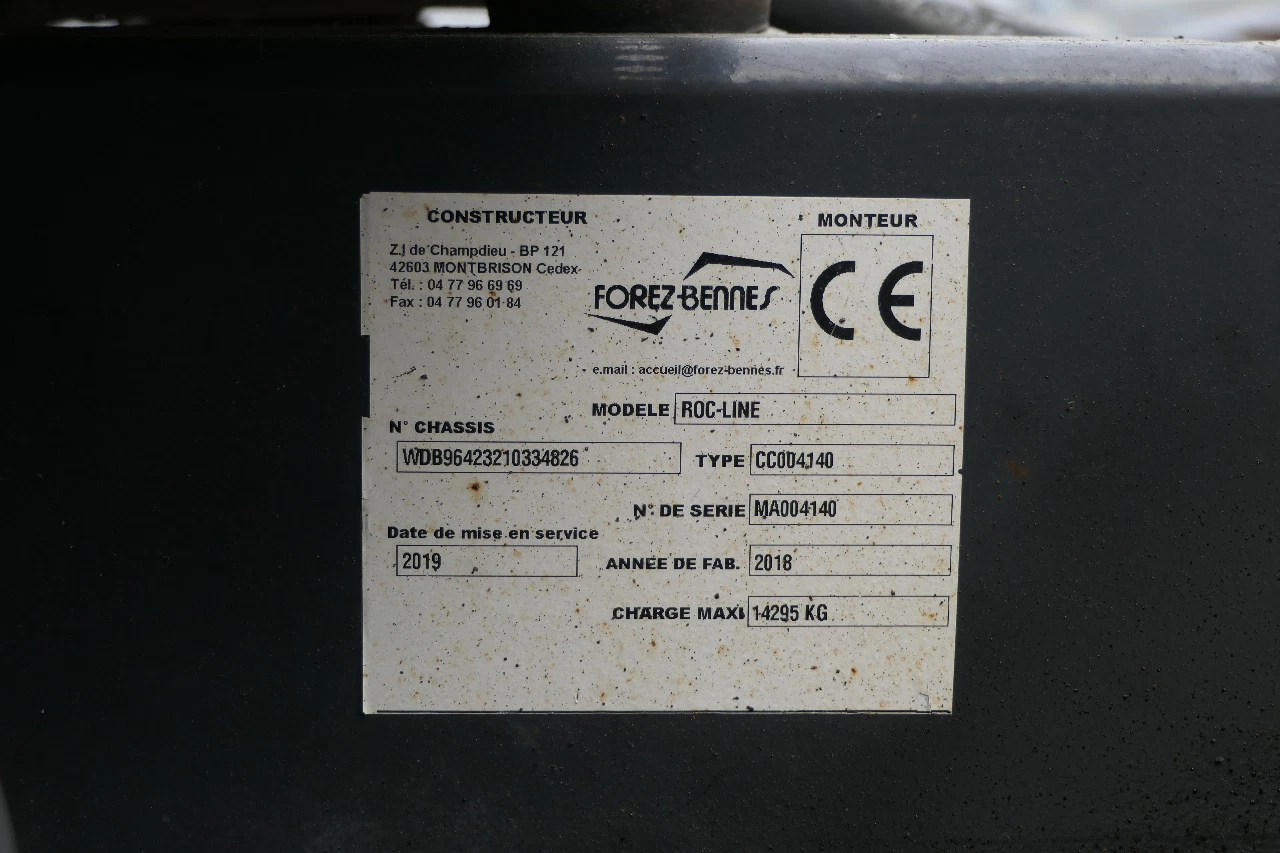 CONSTRUCTEUR
MONTEUR
Z.I de Champdieu - BP 121
42603 MONTBRISON Cedex
Tél. : 04 77 96 69 69
Fax : 04 77 96 01 84
FOREZ-BENNES
CE
e.mail : accueil@forez-bennes.fr
MODELE ROC-LINE
N° CHASSIS
WDB96423210334826
TYPE CC004140
N° DE SERIE MA004140
Date de mise en service
2019
ANNÉE DE FAB. 2018
CHARGE MAXI 14295 KG